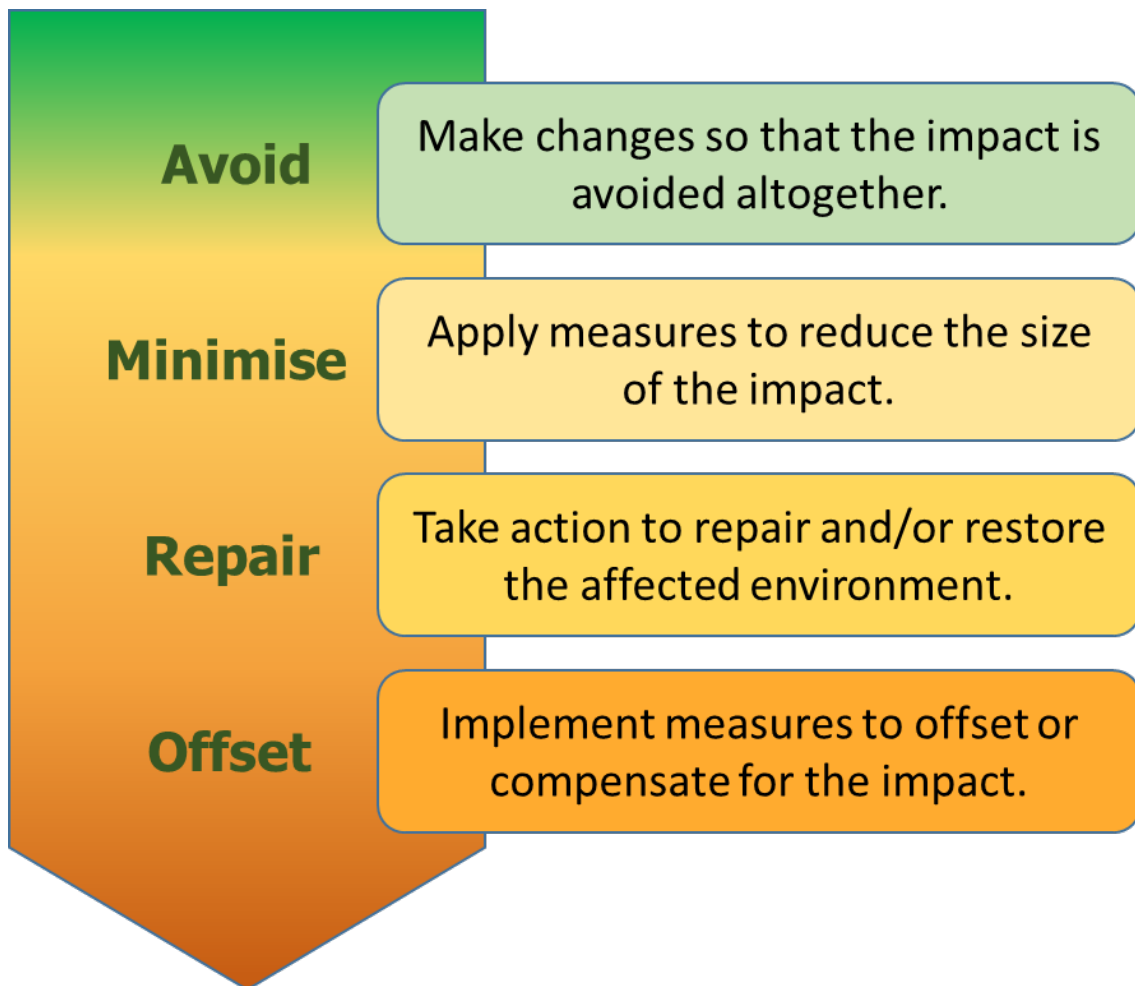 Avoid
Make changes so that the impact is
avoided altogether.
Minimise
Apply measures to reduce the size
of the impact.
Repair
Take action to repair and/or restore
the affected environment.
Offset
Implement measures to offset or
compensate for the impact.